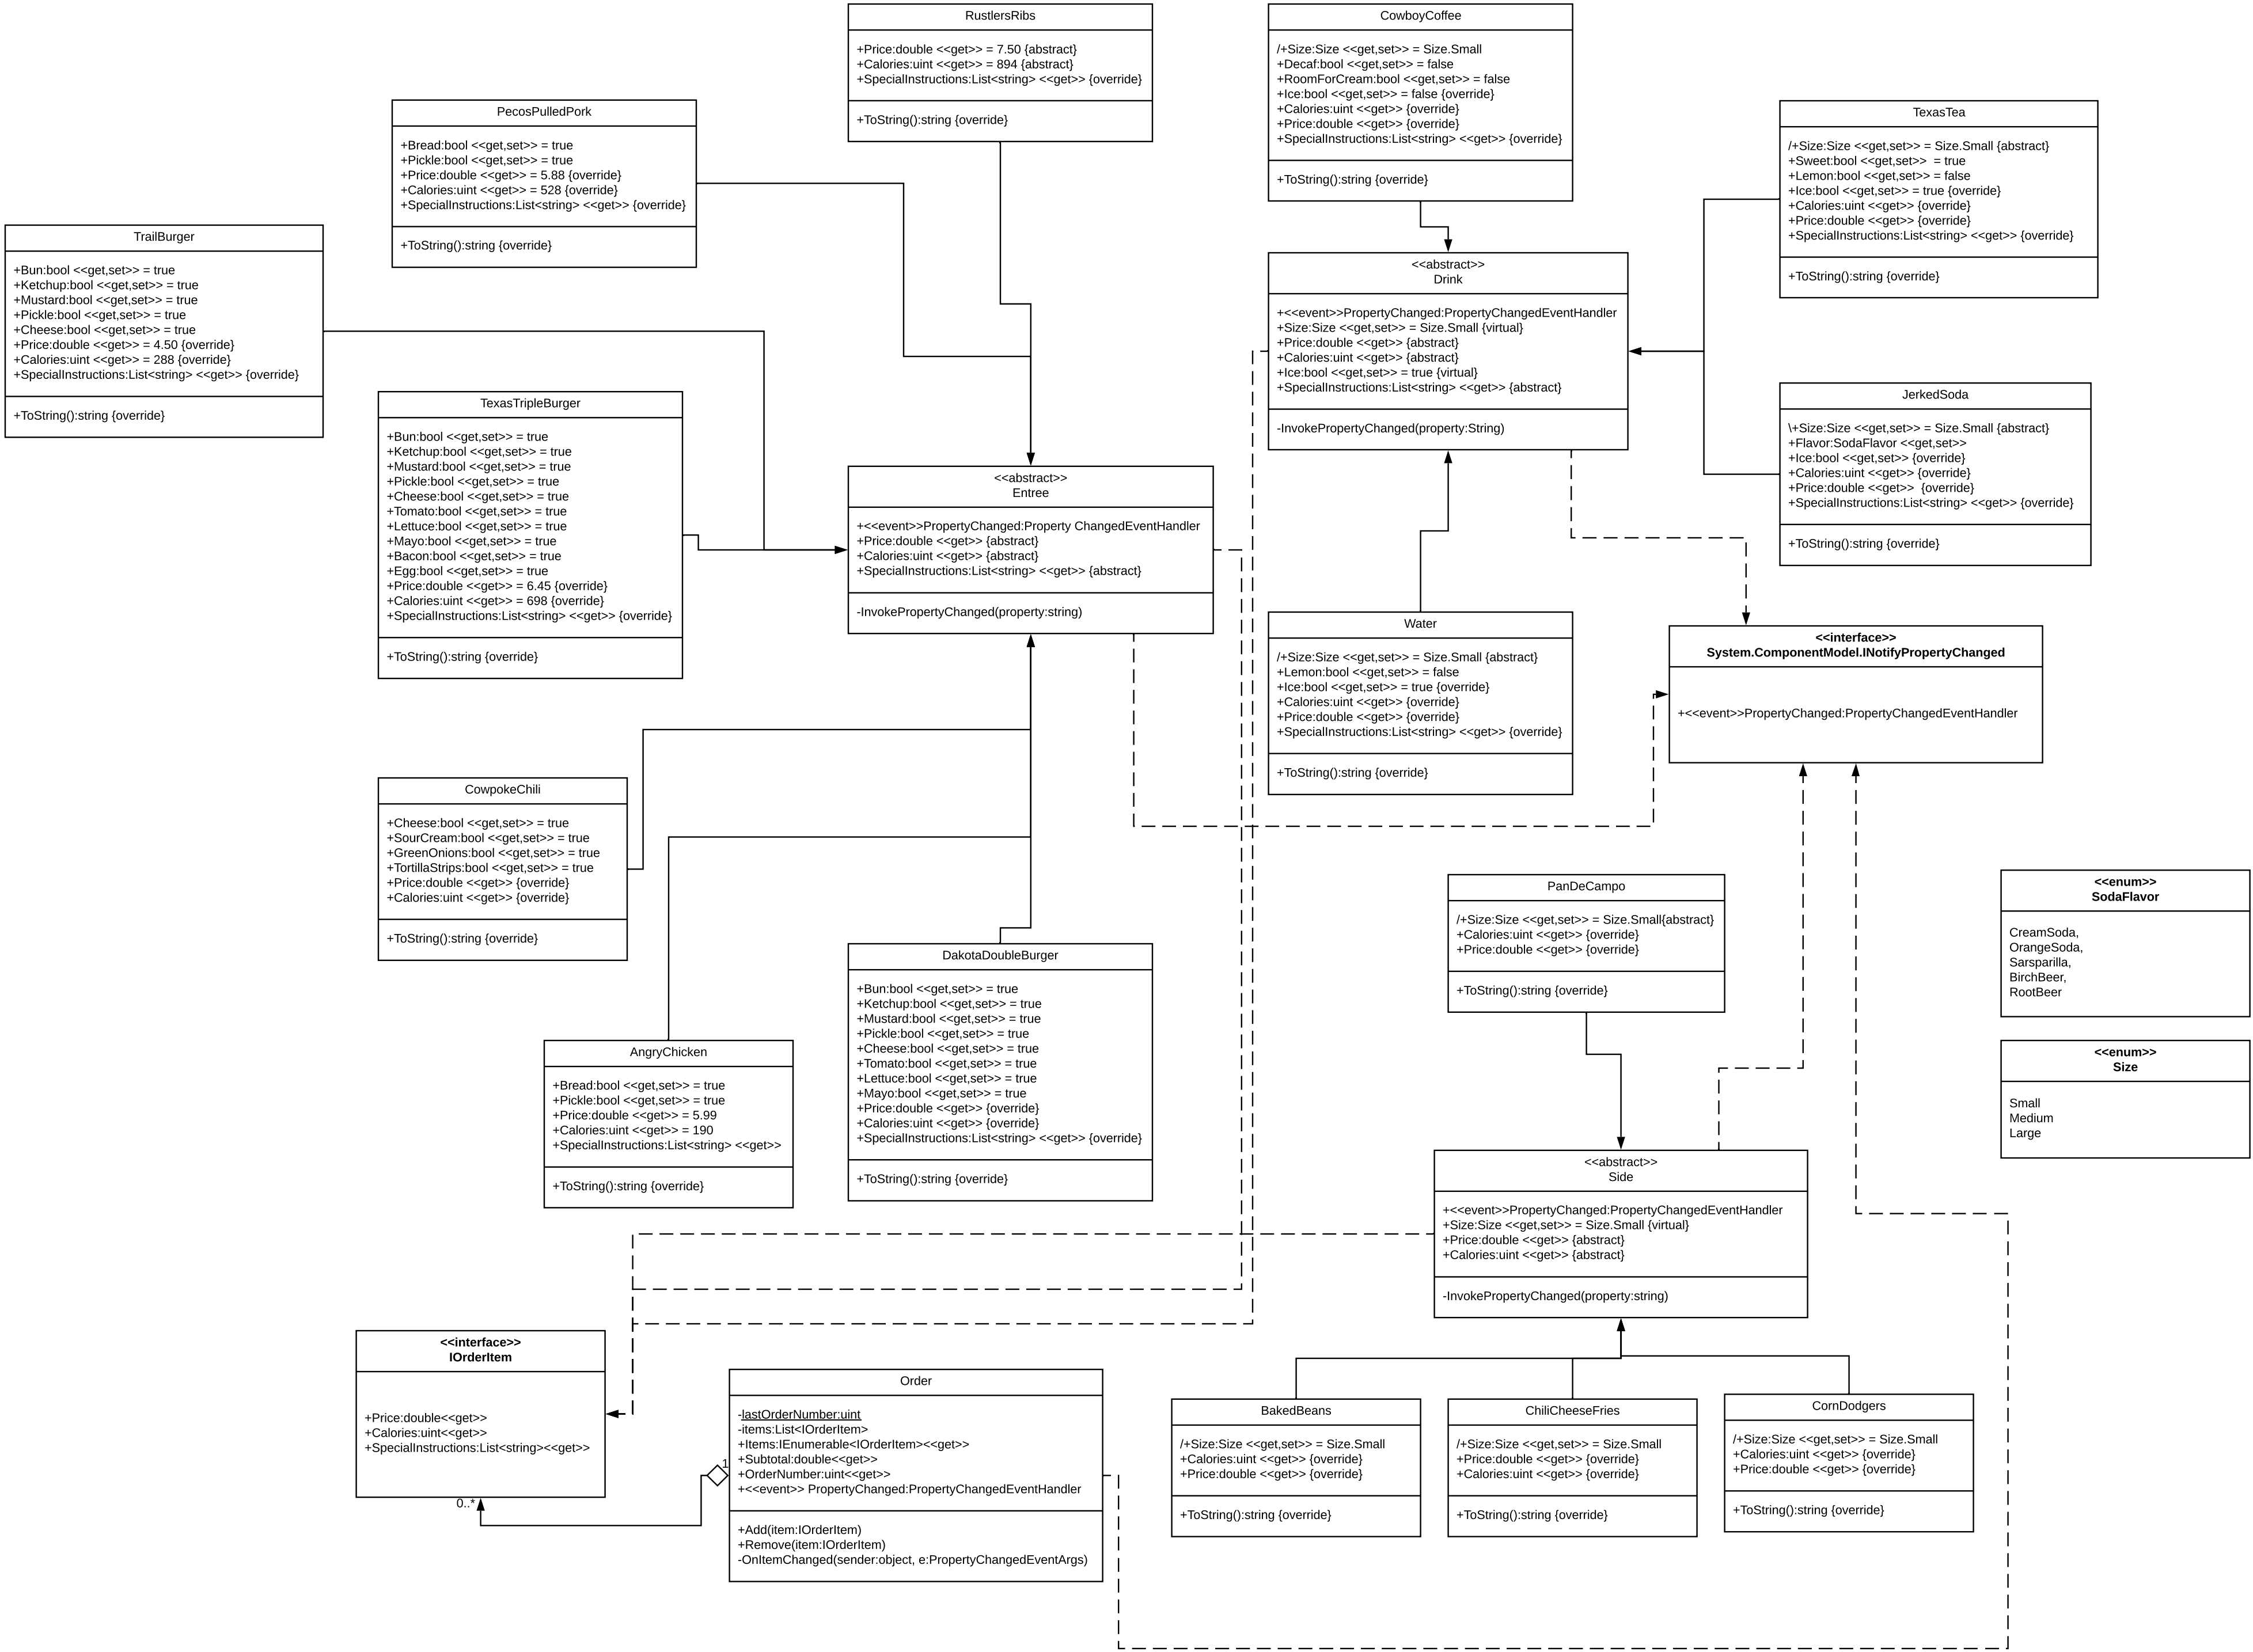 RustlersRibs
+Price:double <<get>> = 7.50 {abstract}
+Calories:uint <<get>> = 894 {abstract}
+SpecialInstructions:List<string> <<get>> {override}
+ToString():string {override}
CowboyCoffee
/+Size:Size <<get,set>> = Size.Small
+Decaf:bool <<get,set>> = false
+RoomForCream:bool <<get,set>> = false
+Ice:bool <<get,set>> = false {override}
+Calories:uint <<get>> {override}
+Price:double <<get>> {override}
+SpecialInstructions:List<string> <<get>> {override}
+ToString():string {override}
PecosPulledPork
+Bread:bool <<get,set>> = true
+Pickle:bool <<get,set>> = true
+Price:double <<get>> = 5.88 {override}
+Calories:uint <<get>> = 528 {override}
+SpecialInstructions:List<string> <<get>> {override}
+ToString():string {override}
TexasTea
/+Size:Size <<get,set>> = Size.Small {abstract}
+Sweet:bool <<get,set>>  = true
+Lemon:bool <<get,set>> = false
+Ice:bool <<get,set>> = true {override}
+Calories:uint <<get>> {override}
+Price:double <<get>> {override}
+SpecialInstructions:List<string> <<get>> {override}
+ToString():string {override}
TrailBurger
+Bun:bool <<get,set>> = true
+Ketchup:bool <<get,set>> = true
+Mustard:bool <<get,set>> = true
+Pickle:bool <<get,set>> = true
+Cheese:bool <<get,set>> = true
+Price:double <<get>> = 4.50 {override}
+Calories:uint <<get>> = 288 {override}
+SpecialInstructions:List<string> <<get>> {override}
+ToString():string {override}
<<abstract>>
Drink
+<<event>>PropertyChanged:PropertyChangedEventHandler
+Size:Size <<get,set>> = Size.Small {virtual}
+Price:double <<get>> {abstract}
+Calories:uint <<get>> {abstract}
+Ice:bool <<get,set>> = true {virtual}
+SpecialInstructions:List<string> <<get>> {abstract}
-InvokePropertyChanged(property:String)
TexasTripleBurger
+Bun:bool <<get,set>> = true
+Ketchup:bool <<get,set>> = true
+Mustard:bool <<get,set>> = true
+Pickle:bool <<get,set>> = true
+Cheese:bool <<get,set>> = true
+Tomato:bool <<get,set>> = true
+Lettuce:bool <<get,set>> = true
+Mayo:bool <<get,set>> = true
+Bacon:bool <<get,set>> = true
+Egg:bool <<get,set>> = true
+Price:double <<get>> = 6.45 {override}
+Calories:uint <<get>> = 698 {override}
+SpecialInstructions:List<string> <<get>> {override}
+ToString():string {override}
JerkedSoda
\+Size:Size <<get,set>> = Size.Small {abstract}
+Flavor:SodaFlavor <<get,set>>
+Ice:bool <<get,set>> {override}
+Calories:uint <<get>> {override}
+Price:double <<get>>  {override}
+SpecialInstructions:List<string> <<get>> {override}
+ToString():string {override}
<<abstract>>
Entree
+<<event>>PropertyChanged:Property ChangedEventHandler
+Price:double <<get>> {abstract}
+Calories:uint <<get>> {abstract}
+SpecialInstructions:List<string> <<get>> {abstract}
-InvokePropertyChanged(property:string)
Water
/+Size:Size <<get,set>> = Size.Small {abstract}
+Lemon:bool <<get,set>> = false
+Ice:bool <<get,set>> = true {override}
+Calories:uint <<get>> {override}
+Price:double <<get>> {override}
+SpecialInstructions:List<string> <<get>> {override}
+ToString():string {override}
<<interface>>
System.ComponentModel.INotifyPropertyChanged
+<<event>>PropertyChanged:PropertyChangedEventHandler
CowpokeChili
+Cheese:bool <<get,set>> = true
+SourCream:bool <<get,set>> = true
+GreenOnions:bool <<get,set>> = true
+TortillaStrips:bool <<get,set>> = true
+Price:double <<get>> {override}
+Calories:uint <<get>> {override}
+ToString():string {override}
PanDeCampo
/+Size:Size <<get,set>> = Size.Small{abstract}
+Calories:uint <<get>> {override}
+Price:double <<get>> {override}
+ToString():string {override}
<<enum>>
SodaFlavor
CreamSoda,
OrangeSoda,
Sarsparilla,
BirchBeer,
RootBeer
DakotaDoubleBurger
+Bun:bool <<get,set>> = true
+Ketchup:bool <<get,set>> = true
+Mustard:bool <<get,set>> = true
+Pickle:bool <<get,set>> = true
+Cheese:bool <<get,set>> = true
+Tomato:bool <<get,set>> = true
+Lettuce:bool <<get,set>> = true
+Mayo:bool <<get,set>> = true
+Price:double <<get>> {override}
+Calories:uint <<get>> {override}
+SpecialInstructions:List<string> <<get>> {override}
+ToString():string {override}
AngryChicken
+Bread:bool <<get,set>> = true
+Pickle:bool <<get,set>> = true
+Price:double <<get>> = 5.99
+Calories:uint <<get>> = 190
+SpecialInstructions:List<string> <<get>>
+ToString():string {override}
<<enum>>
Size
Small
Medium
Large
<<abstract>>
Side
+<<event>>PropertyChanged:PropertyChangedEventHandler
+Size:Size <<get,set>> = Size.Small {virtual}
+Price:double <<get>> {abstract}
+Calories:uint <<get>> {abstract}
-InvokePropertyChanged(property:string)
<<interface>>
IOrderItem
+Price:double<<get>>
+Calories:uint<<get>>
+SpecialInstructions:List<string><<get>>
0..*
1
Order
-lastOrderNumber:uint
-items:List<IOrderItem>
+Items:IEnumerable<IOrderItem><<get>>
+Subtotal:double<<get>>
+OrderNumber:uint<<get>>
+<<event>> PropertyChanged:PropertyChangedEventHandler
+Add(item:IOrderItem)
+Remove(item:IOrderItem)
-OnItemChanged(sender:object, e:PropertyChangedEventArgs)
BakedBeans
/+Size:Size <<get,set>> = Size.Small
+Calories:uint <<get>> {override}
+Price:double <<get>> {override}
+ToString():string {override}
ChiliCheeseFries
/+Size:Size <<get,set>> = Size.Small
+Price:double <<get>> {override}
+Calories:uint <<get>> {override}
+ToString():string {override}
CornDodgers
/+Size:Size <<get,set>> = Size.Small
+Calories:uint <<get>> {override}
+Price:double <<get>> {override}
+ToString():string {override}